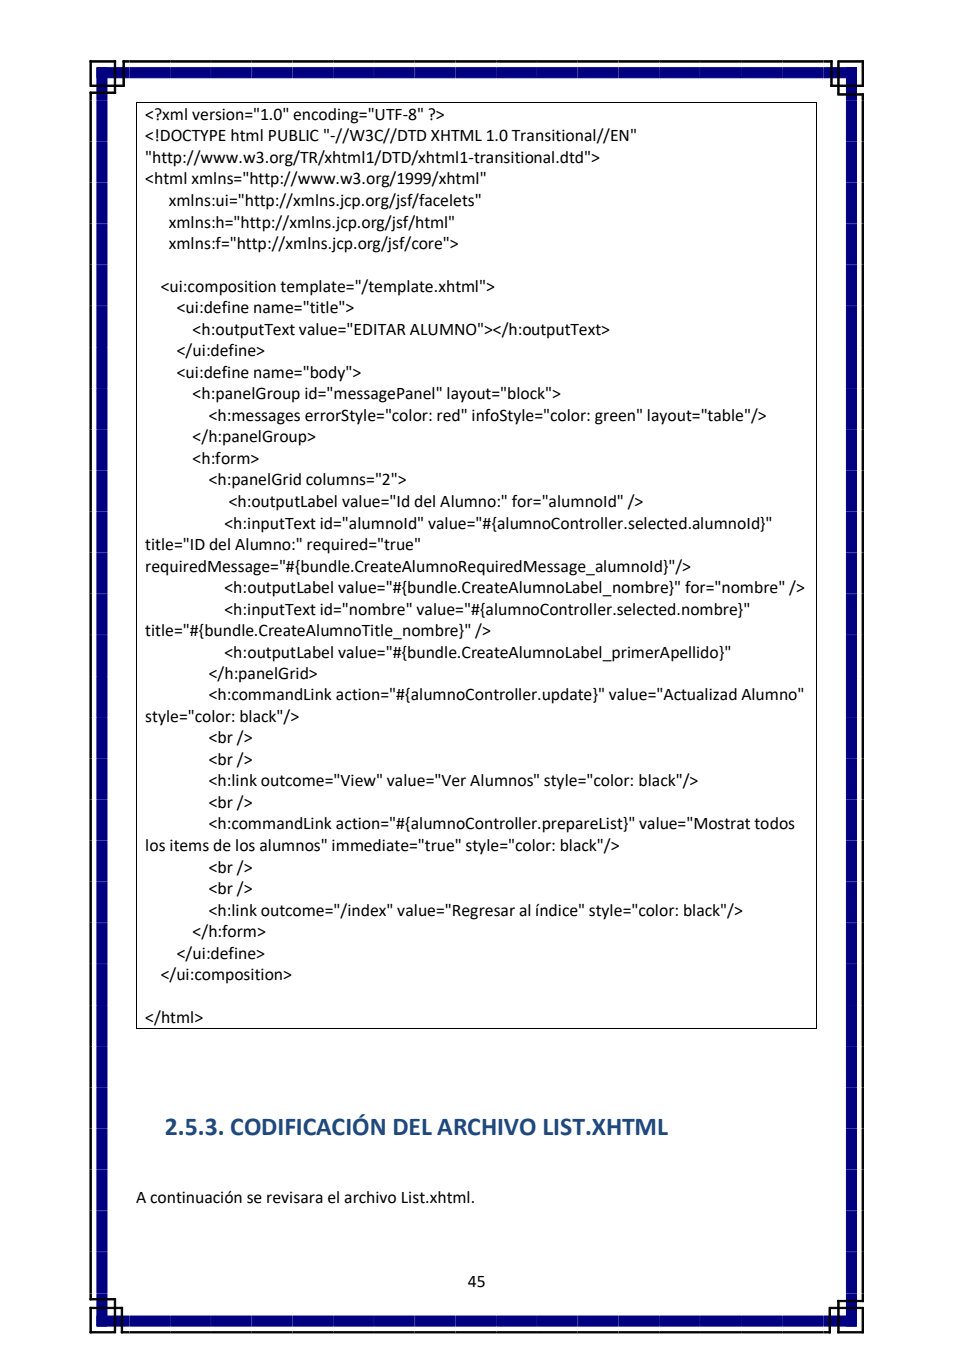 <?xml version="1.0" encoding="UTF-8" ?>
<!DOCTYPE html PUBLIC "-//W3C//DTD XHTML 1.0 Transitional//EN"
"http://www.w3.org/TR/xhtml1/DTD/xhtml1-transitional.dtd">
<html xmlns="http://www.w3.org/1999/xhtml"
xmlns:ui="http://xmlns.jcp.org/jsf/facelets"
xmlns:h="http://xmlns.jcp.org/jsf/html"
xmlns:f="http://xmlns.jcp.org/jsf/core">
<ui:composition template="/template.xhtml">
<ui:define name="title">
<h:outputText value="EDITAR ALUMNO"></h:outputText>
</ui:define>
<ui:define name="body">
<h:panelGroup id="messagePanel" layout="block">
<h:messages errorStyle="color: red" infoStyle="color: green" layout="table"/>
</h:panelGroup>
<h:form>
<h:panelGrid columns="2">
<h:outputLabel value="Id del Alumno:" for="alumnoId" />
<h:inputText id="alumnoId" value="#{alumnoController.selected.alumnoId}"
title="ID del Alumno:" required="true"
requiredMessage="#{bundle.CreateAlumnoRequiredMessage_alumnoId}"/>
<h:outputLabel value="#{bundle.CreateAlumnoLabel_nombre}" for="nombre" />
<h:inputText id="nombre" value="#{alumnoController.selected.nombre}"
title="#{bundle.CreateAlumnoTitle_nombre}" />
<h:outputLabel value="#{bundle.CreateAlumnoLabel_primerApellido}"
</h:panelGrid>
<h:commandLink action="#{alumnoController.update}" value="Actualizad Alumno"
style="color: black"/>
<br />
<br />
<h:link outcome="View" value="Ver Alumnos" style="color: black"/>
<br />
<h:commandLink action="#{alumnoController.prepareList}" value="Mostrat todos
los items de los alumnos" immediate="true" style="color: black"/>
<br />
<br />
<h:link outcome="/index" value="Regresar al índice" style="color: black"/>
</h:form>
</ui:define>
</ui:composition>
</html>
2.5.3. CODIFICACIÓN DEL ARCHIVO LIST.XHTML
A continuación se revisara el archivo List.xhtml.
45